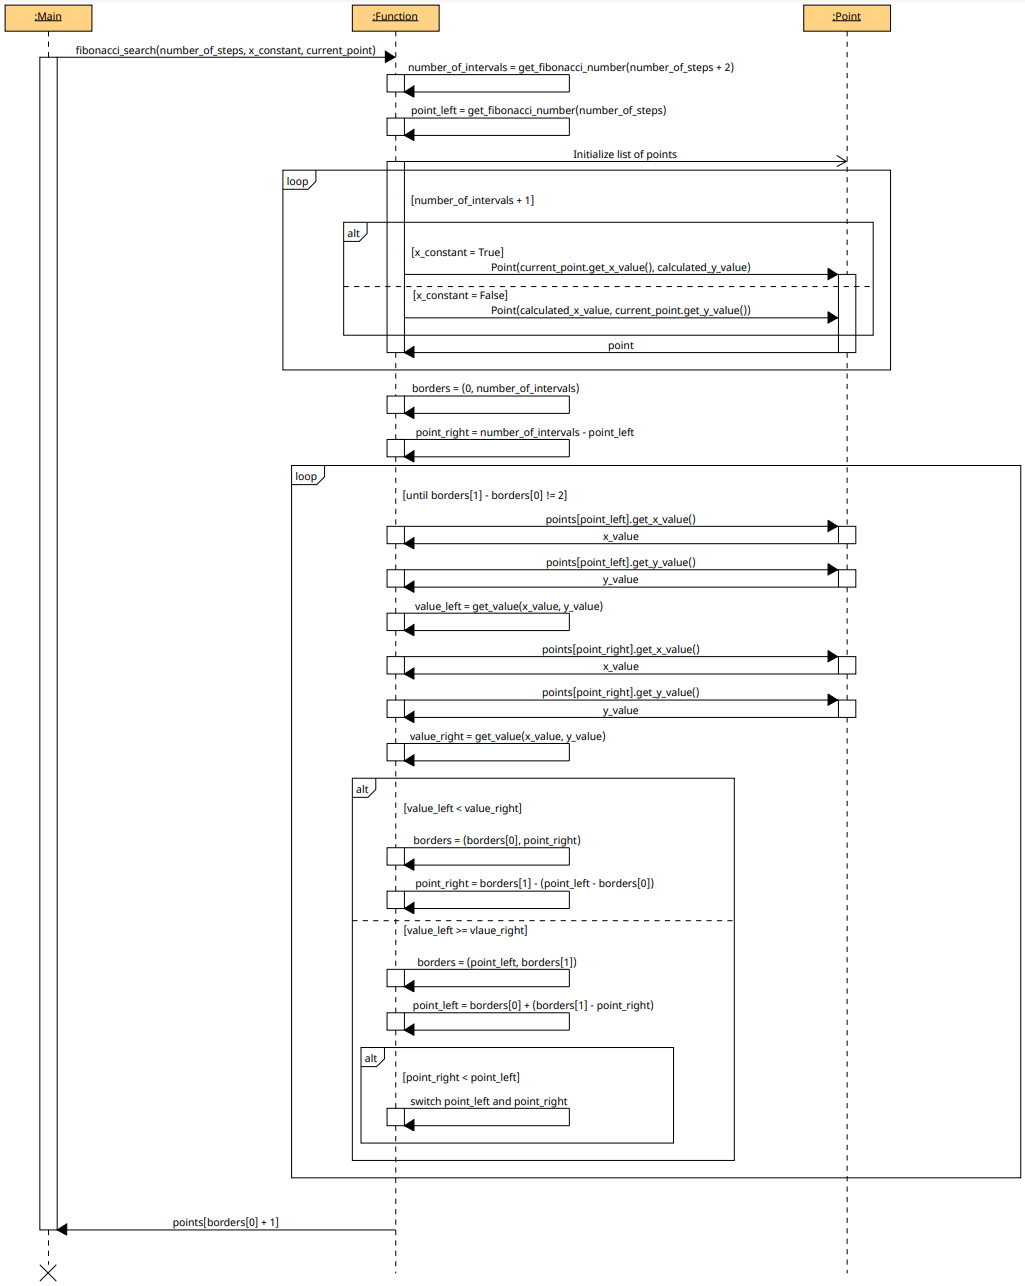 :Main
:Function
:Point
fibonacci_search(number_of_steps, x_constant, current_point)
number_of_intervals = get_fibonacci_number(number_of_steps + 2)
point_left = get_fibonacci_number(number_of_steps)
Initialize list of points
loop
[number_of_intervals + 1]
alt
[x_constant = True]
Point(current_point.get_x_value(), calculated_y_value)
[x_constant = False]
Point(calculated_x_value, current_point.get_y_value())
point
borders = (0, number_of_intervals)
point_right = number_of_intervals - point_left
loop
[until borders[1] - borders[0] != 2]
points[point_left].get_x_value()
x_value
points[point_left].get_y_value()
y_value
value_left = get_value(x_value, y_value)
points[point_right].get_x_value()
x_value
points[point_right].get_y_value()
y_value
value_right = get_value(x_value, y_value)
alt
[value_left < value_right]
borders = (borders[0], point_right)
point_right = borders[1] - (point_left - borders[0])
[value_left >= vlaue_right]
borders = (point_left, borders[1])
point_left = borders[0] + (borders[1] - point_right)
alt
[point_right < point_left]
switch point_left and point_right
points[borders[0] + 1]